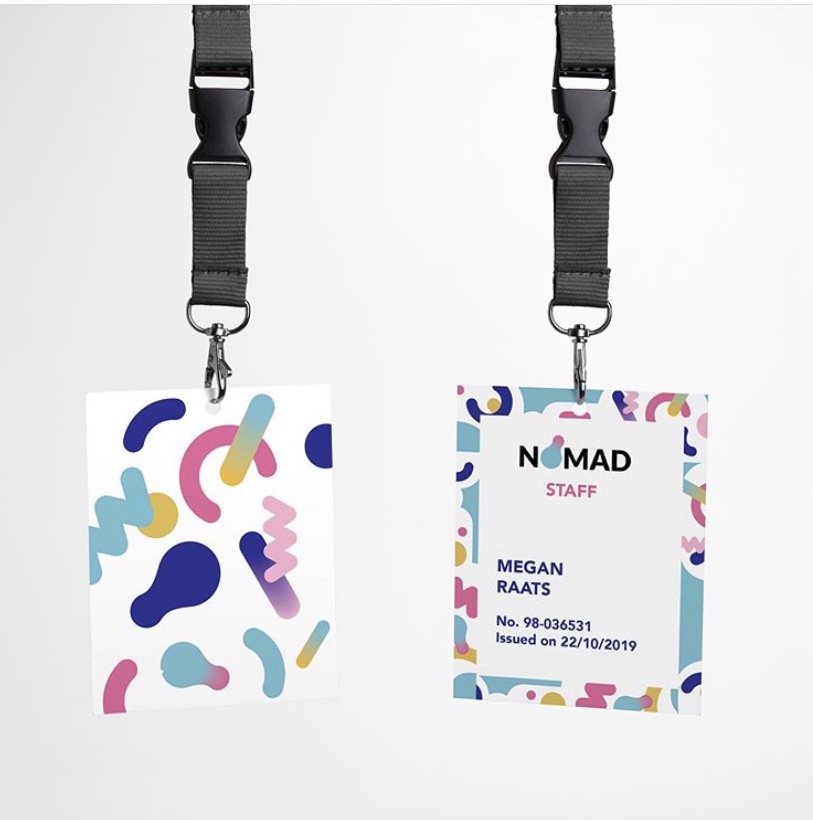 NOMAD
STAFF
MEGAN
RAATS
No. 98-036531
Issued on 22/10/2019